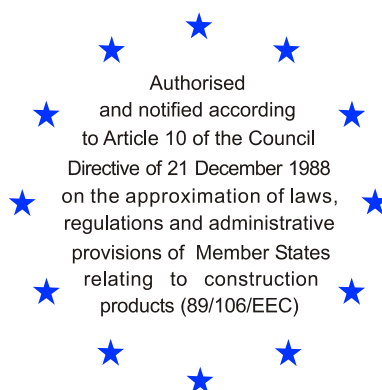 Authorised
and notified according
to Article 10 of the Council
Directive of 21 December 1988
on the approximation of laws,
regulations and administrative
provisions of Member States
relating to construction
products (89/106/EEC)